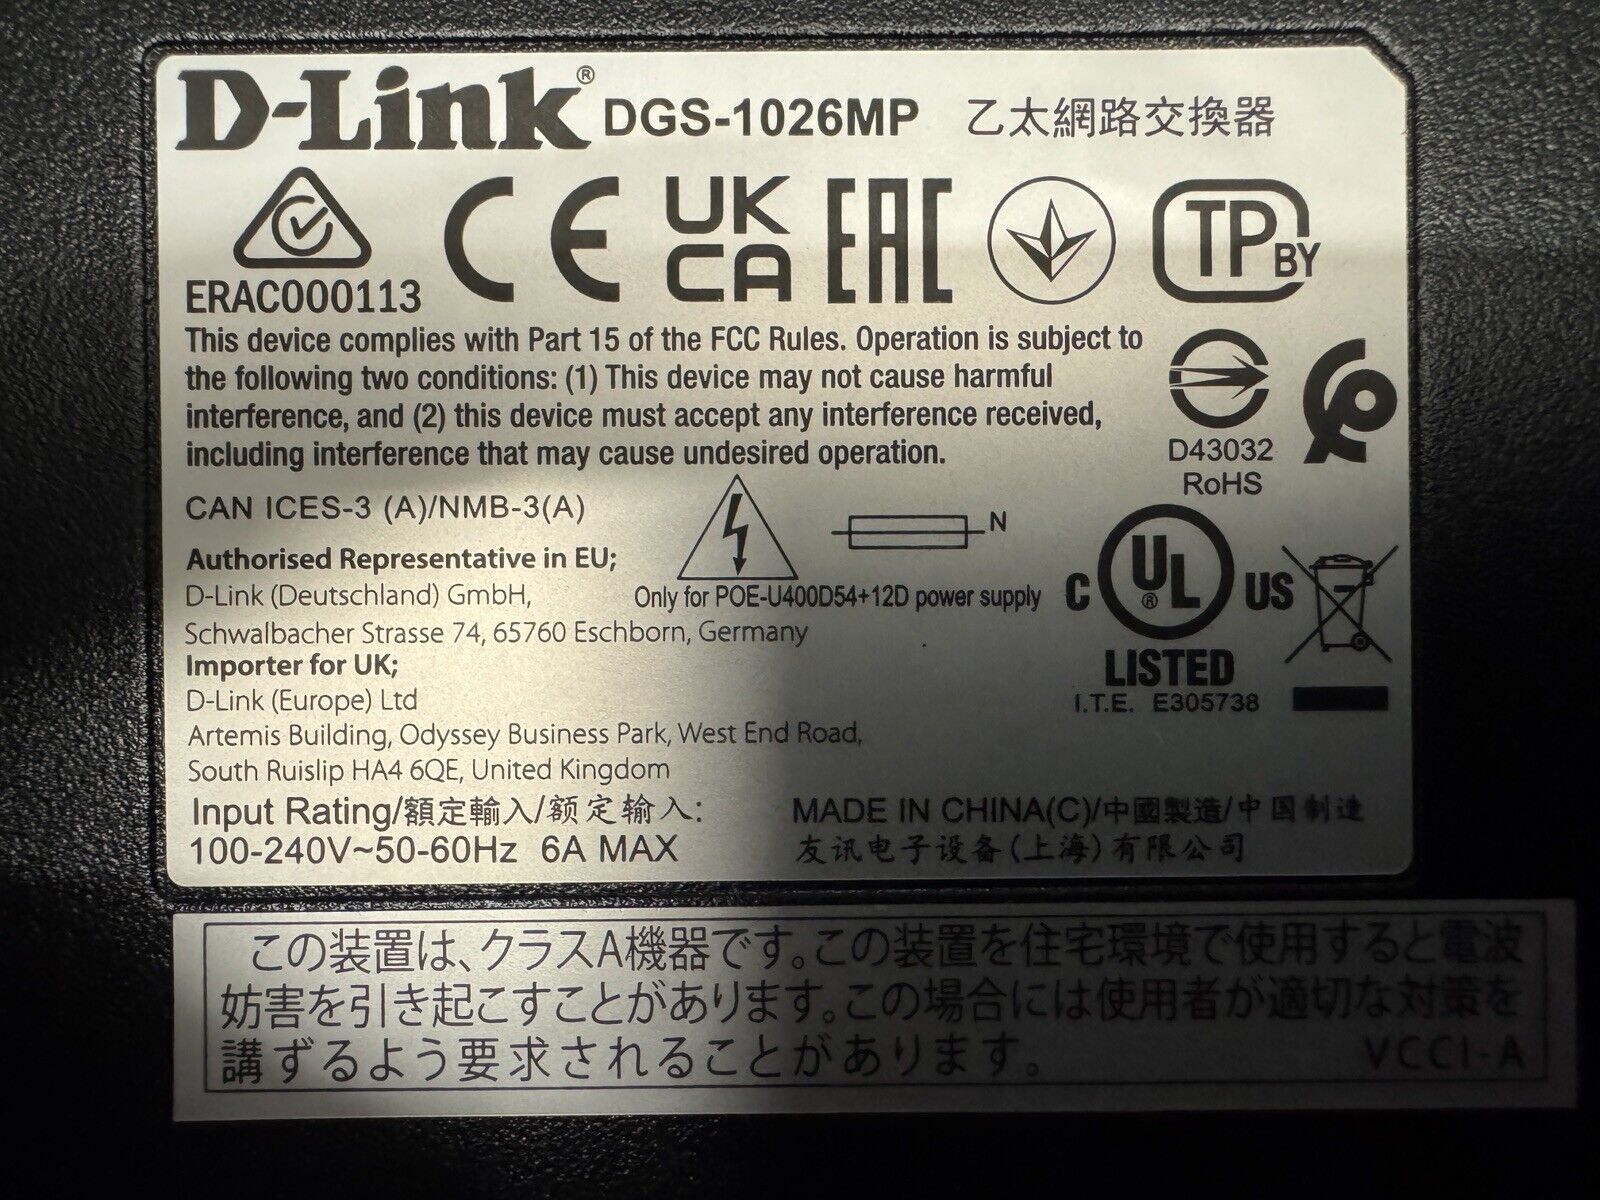 D-Link® DGS-1026MP 乙太網路交換器
ERAC000113
CE
UK
CA
EAC
TP BY
This device complies with Part 15 of the FCC Rules. Operation is subject to
the following two conditions: (1) This device may not cause harmful
interference, and (2) this device must accept any interference received,
including interference that may cause undesired operation.
D43032
RoHS
CAN ICES-3 (A)/NMB-3(A)
N
Only for POE-U400D54+12D power supply
C UL® US
LISTED
I.T.E. E305738
Authorised Representative in EU;
D-Link (Deutschland) GmbH,
Schwalbacher Strasse 74, 65760 Eschborn, Germany
Importer for UK;
D-Link (Europe) Ltd
Artemis Building, Odyssey Business Park, West End Road,
South Ruislip HA4 6QE, United Kingdom
Input Rating/額定輸入/额定输入:
100-240V~50-60Hz 6A MAX
MADE IN CHINA(C)/中國製造/中国制造
友讯电子设备(上海)有限公司
この装置は、クラスA機器です。この装置を住宅環境で使用すると電波
妨害を引き起こすことがあります。この場合には使用者が適切な対策を
講ずるよう要求されることがあります。 VCCI-A